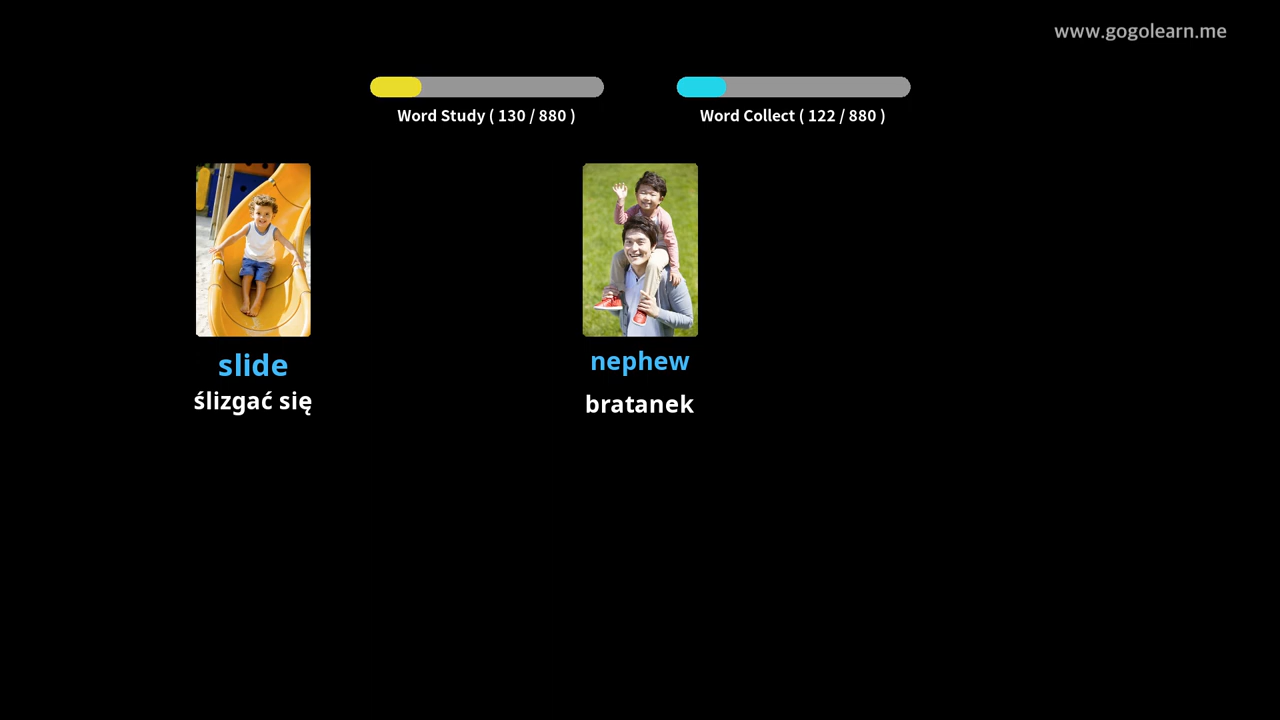 www.gogolearn.me
Word Study ( 130 / 880 )
Word Collect ( 122 / 880 )
slide
ślizgać się
nephew
bratanek